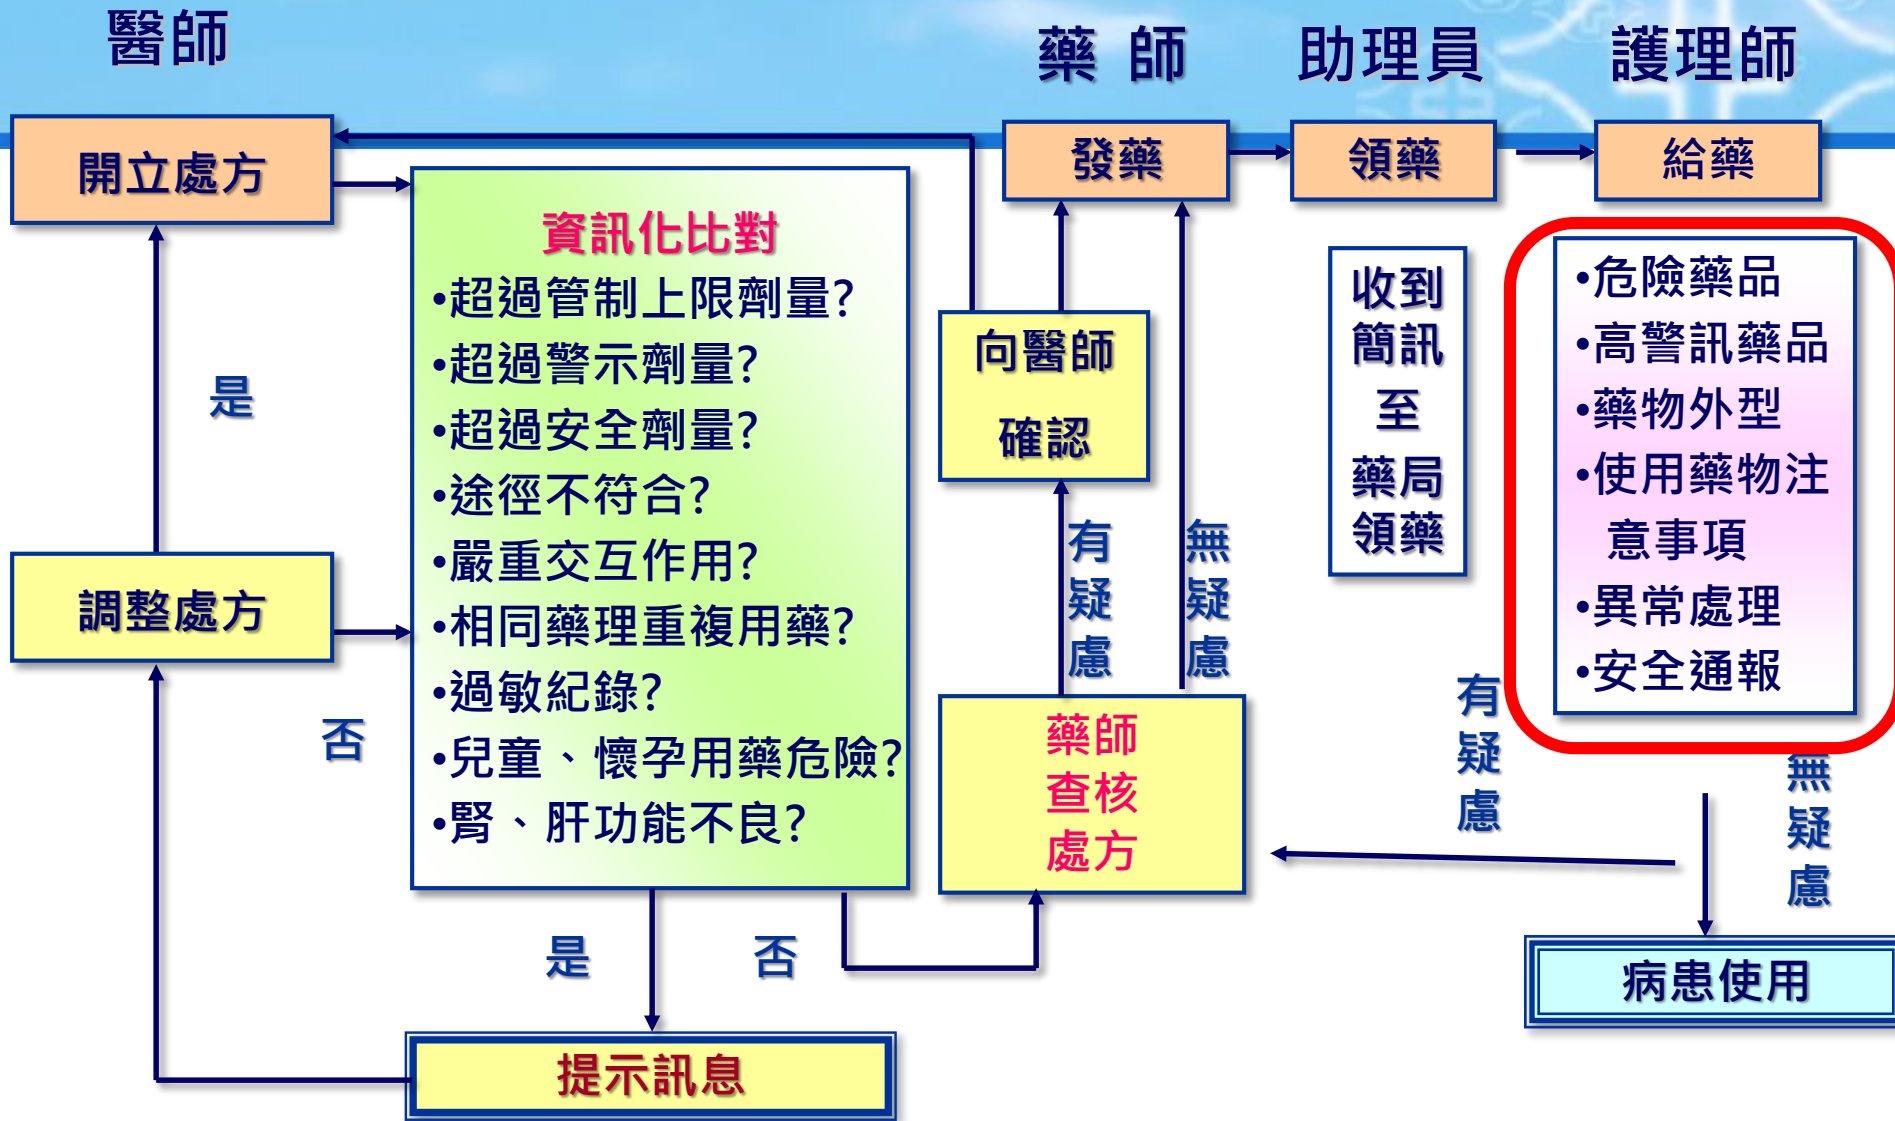 醫師
藥 師
助理員
護理師
開立處方
發藥
領藥
給藥
資訊化比對
•超過管制上限劑量?
•超過警示劑量?
•超過安全劑量?
•途徑不符合?
•嚴重交互作用?
•相同藥理重複用藥?
•過敏紀錄?
•兒童、懷孕用藥危險?
•腎、肝功能不良?
是
調整處方
否
是
否
提示訊息
向醫師
確認
有
疑
慮
無
疑
慮
藥師
查核
處方
收到
簡訊
至
藥局
領藥
•危險藥品
•高警訊藥品
•藥物外型
•使用藥物注
意事項
•異常處理
•安全通報
有
疑
慮
無
疑
慮
病患使用